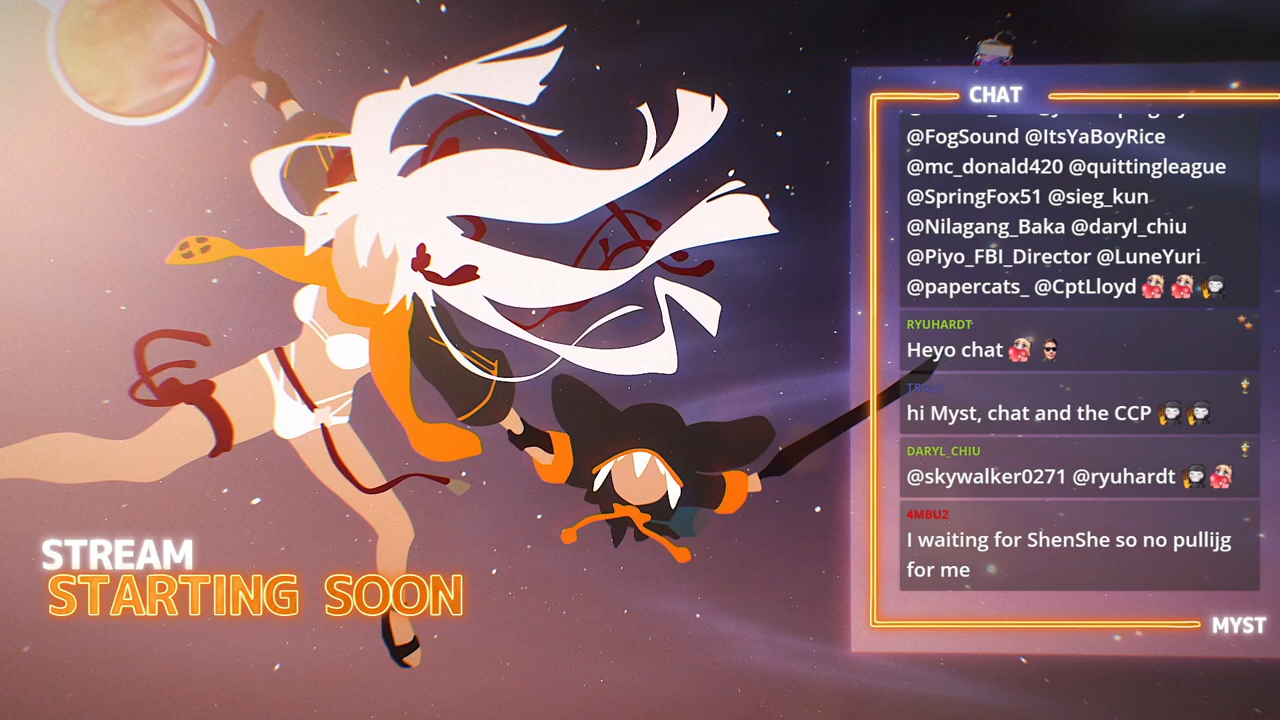 CHAT
@FogSound @ItsYaBoyRice
@mc_donald420 @quittingleague
@SpringFox51 @sieg_kun
@Nilagang_Baka @daryl_chiu
@Piyo_FBI_Director @LuneYuri
@papercats_ @CptLloyd
RYUHARDT
Heyo chat
hi Myst, chat and the CCP
DARYL_CHIU
@skywalker0271 @ryuhardt
4MBU2
I waiting for ShenShe so no pullijg
for me
MYST
STREAM
STARTING SOON